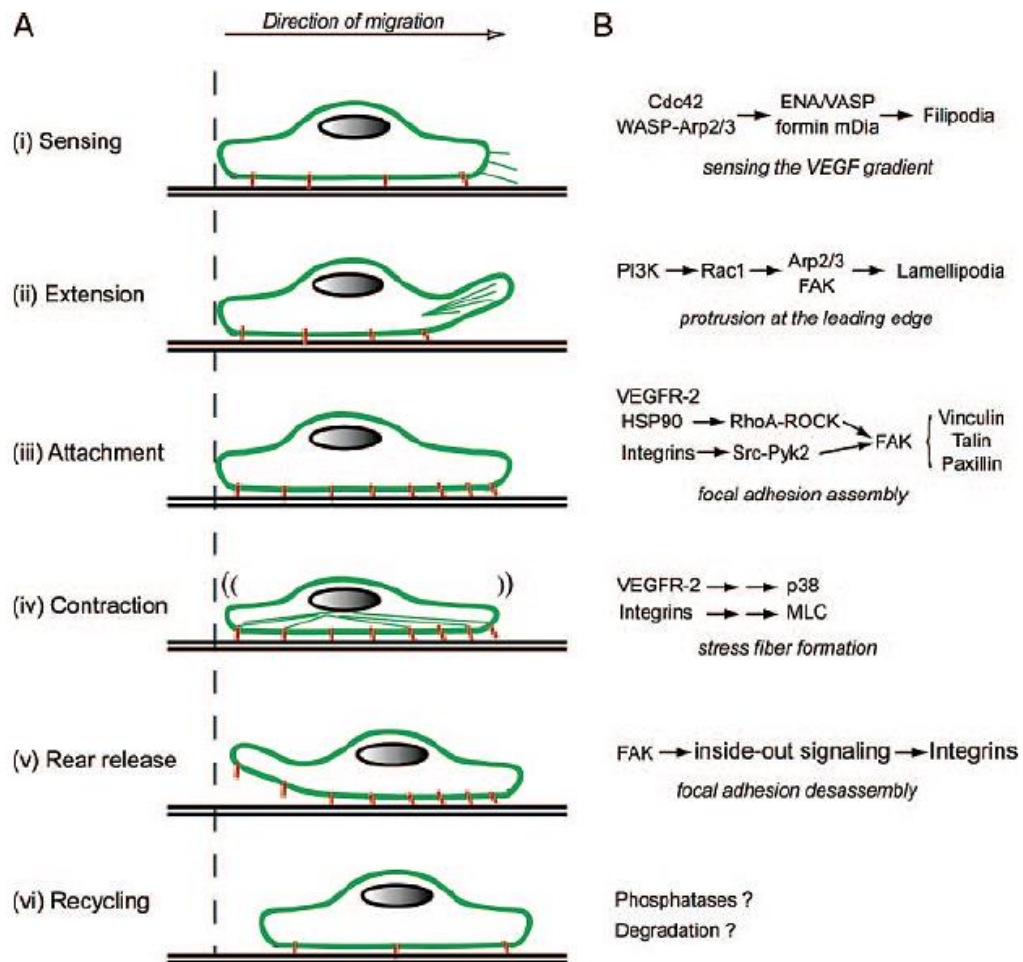 A
Direction of migration
B
(i) Sensing
Cdc42
WASP-Arp2/3
ENA/VASP
formin mDia
Filipodia
sensing the VEGF gradient
(ii) Extension
PI3K
Rac1
Arp2/3
FAK
Lamellipodia
protrusion at the leading edge
(iii) Attachment
VEGFR-2
HSP90
RhoA-ROCK
Integrins
Src-Pyk2
FAK
Vinculin
Talin
Paxillin
focal adhesion assembly
(iv) Contraction
VEGFR-2
p38
Integrins
MLC
stress fiber formation
(v) Rear release
FAK
inside-out signaling
Integrins
focal adhesion desassembly
(vi) Recycling
Phosphatases ?
Degradation ?